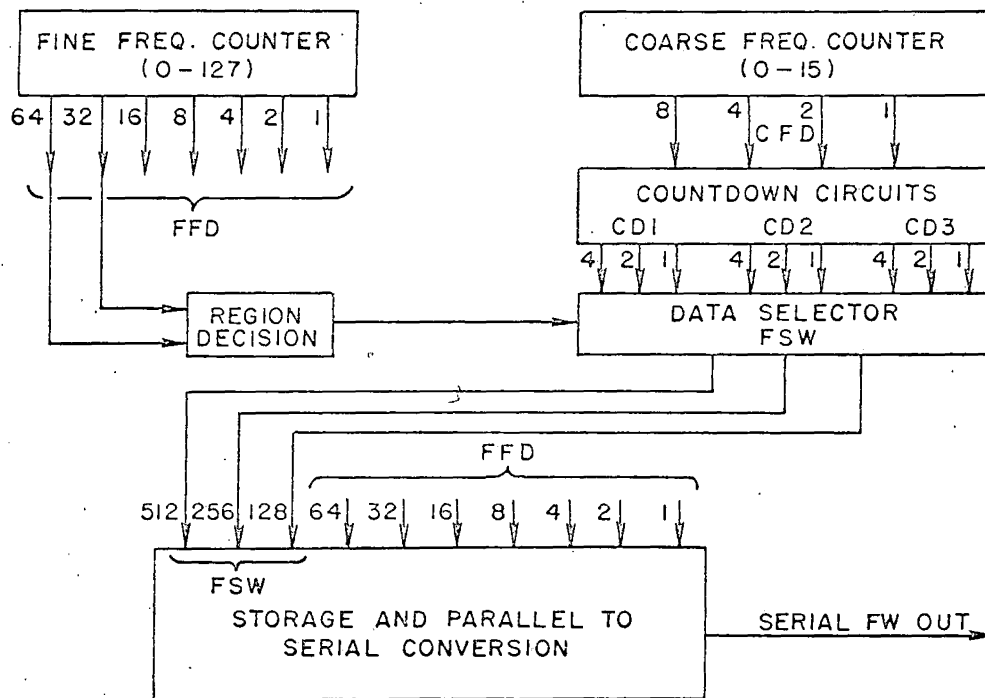 FINE FREQ. COUNTER
(0-127)
64 32 16 8 4 2 1
FFD
COARSE FREQ. COUNTER
(0-15)
8 4 2 1
CFD
COUNTDOWN CIRCUITS
CD1 CD2 CD3
4 2 1 4 2 1 4 2 1
REGION
DECISION
DATA SELECTOR
FSW
FFD
512 256 128 64 32 16 8 4 2 1
FSW
STORAGE AND PARALLEL TO
SERIAL CONVERSION
SERIAL FW OUT